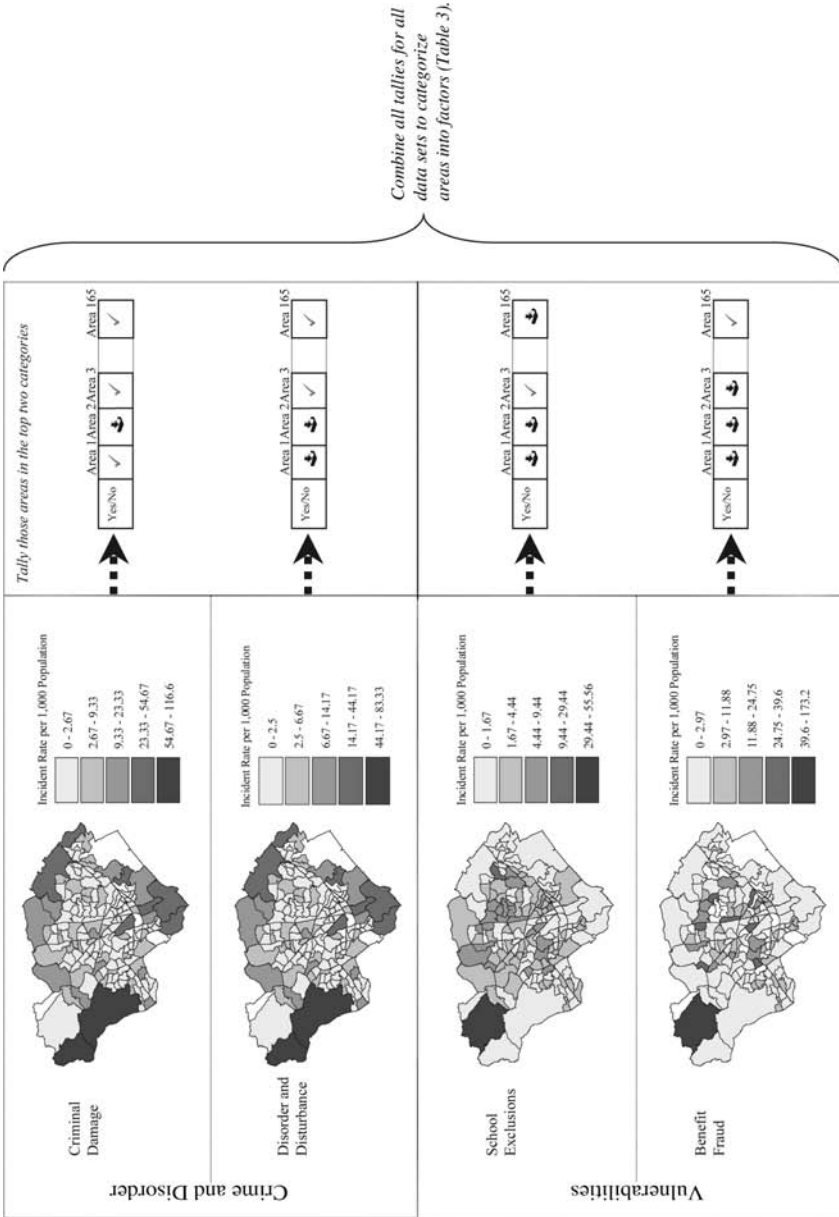 Crime and Disorder
Criminal
Damage
Incident Rate per 1,000 Population
0 - 2.67
2.67 - 9.33
9.33 - 23.33
23.33 - 54.67
54.67 - 116.6
Tally those areas in the top two categories
Area 1 Area 2 Area 3 Area 165
Yes/No
Disorder and
Disturbance
Incident Rate per 1,000 Population
0 - 2.5
2.5 - 6.67
6.67 - 14.17
14.17 - 44.17
44.17 - 83.33
Area 1 Area 2 Area 3 Area 165
Yes/No
Vulnerabilities
School
Exclusions
Incident Rate per 1,000 Population
0 - 1.67
1.67 - 4.44
4.44 - 9.44
9.44 - 29.44
29.44 - 55.56
Area 1 Area 2 Area 3 Area 165
Yes/No
Benefit
Fraud
Incident Rate per 1,000 Population
0 - 2.97
2.97 - 11.88
11.88 - 24.75
24.75 - 39.6
39.6 - 173.2
Area 1 Area 2 Area 3 Area 165
Yes/No
Combine all tallies for all
data sets to categorize
areas into factors (Table 3).